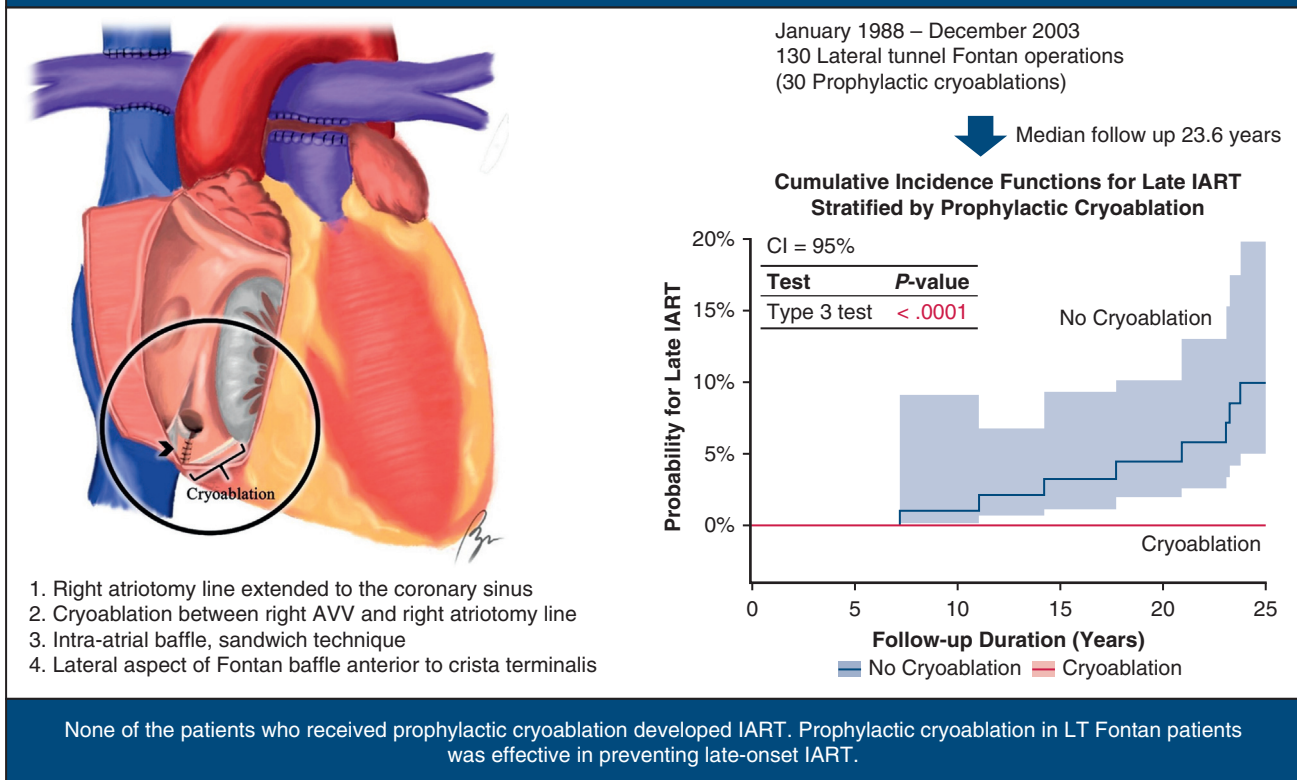 January 1988 – December 2003
130 Lateral tunnel Fontan operations
(30 Prophylactic cryoablations)
Median follow up 23.6 years
Cumulative Incidence Functions for Late IART
Stratified by Prophylactic Cryoablation
Probability for Late IART
20%
15%
10%
5%
0%
CI = 95%
Test P-value
Type 3 test < .0001
No Cryoablation
Cryoablation
0 5 10 15 20 25
Follow-up Duration (Years)
No Cryoablation Cryoablation
Cryoablation
1. Right atriotomy line extended to the coronary sinus
2. Cryoablation between right AVV and right atriotomy line
3. Intra-atrial baffle, sandwich technique
4. Lateral aspect of Fontan baffle anterior to crista terminalis
None of the patients who received prophylactic cryoablation developed IART. Prophylactic cryoablation in LT Fontan patients
was effective in preventing late-onset IART.